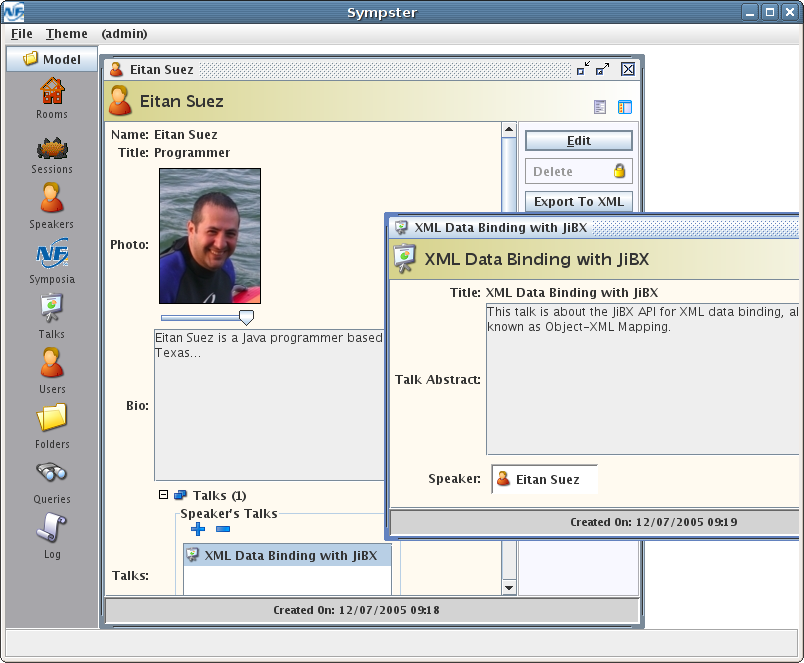 NF
Sympster
File Theme (admin)
Model
Rooms
Sessions
Speakers
NF
Symposia
Talks
Users
Folders
Queries
Log
Eitan Suez
Eitan Suez
Name: Eitan Suez
Title: Programmer
Photo:
Bio:
Eitan Suez is a Java programmer based
Texas...
Talks (1)
Speaker's Talks
XML Data Binding with JiBX
Talks:
Created On: 12/07/2005 09:18
Edit
Delete
Export To XML
XML Data Binding with JiBX
XML Data Binding with JiBX
Title: XML Data Binding with JiBX
Talk Abstract:
This talk is about the JiBX API for XML data binding, al
known as Object-XML Mapping.
Speaker: Eitan Suez
Created On: 12/07/2005 09:19